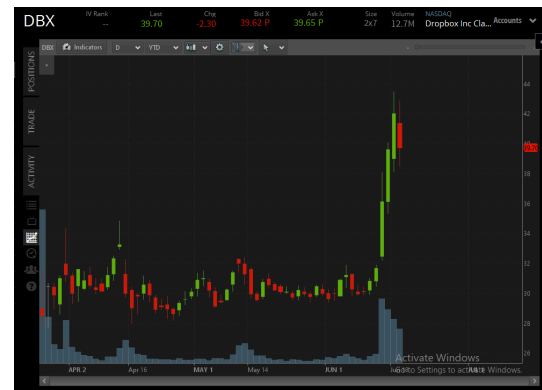 DBX
IV Rank Last Chg Bid X Ask X Size Volume NASDAQ
-- 39.70 -2.30 39.62 P 39.65 P 2x7 12.7M Dropbox Inc Cla... Accounts
DBX Indicators D YTD
POSITIONS
TRADE
ACTIVITY
44
42
38
36
34
32
30
28
26
Activate Windows
Go to Settings to activate Windows.
APR 2 Apr 16 MAY 1 May 14 JUN 1